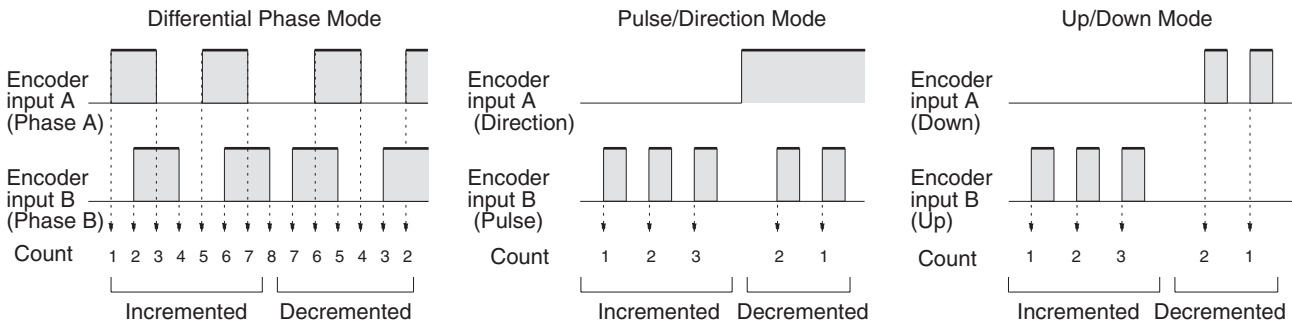 Differential Phase Mode
Encoder
input A
(Phase A)
Encoder
input B
(Phase B)
Count
1 2 3 4 5 6 7 8 7 6 5 4 3 2
Incremented Decremented
Pulse/Direction Mode
Encoder
input A
(Direction)
Encoder
input B
(Pulse)
Count
1 2 3 2 1
Incremented Decremented
Up/Down Mode
Encoder
input A
(Down)
Encoder
input B
(Up)
Count
1 2 3 2 1
Incremented Decremented